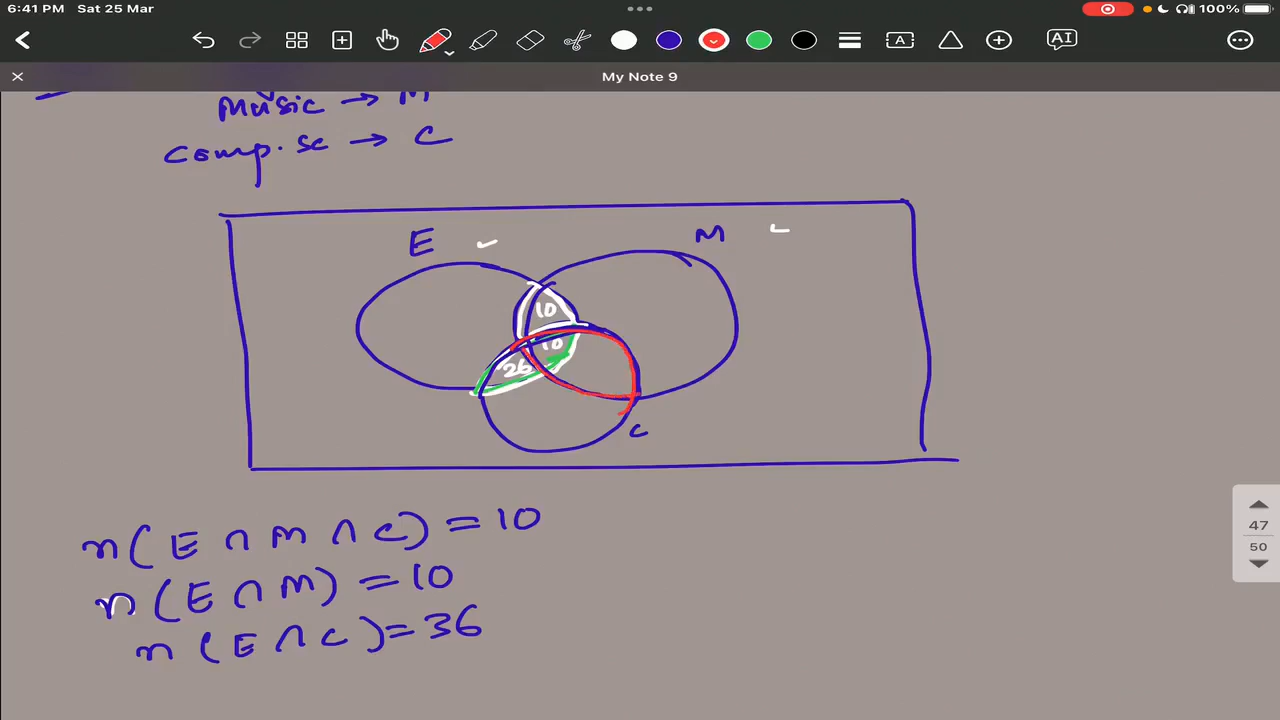 6:41 PM Sat 25 Mar
100%
A
AI
My Note 9
Music → M
Comp. sc → C
E
M
10
10
26
C
n(E ∩ M ∩ C) = 10
n(E ∩ M) = 10
n(E ∩ C) = 36
47
50